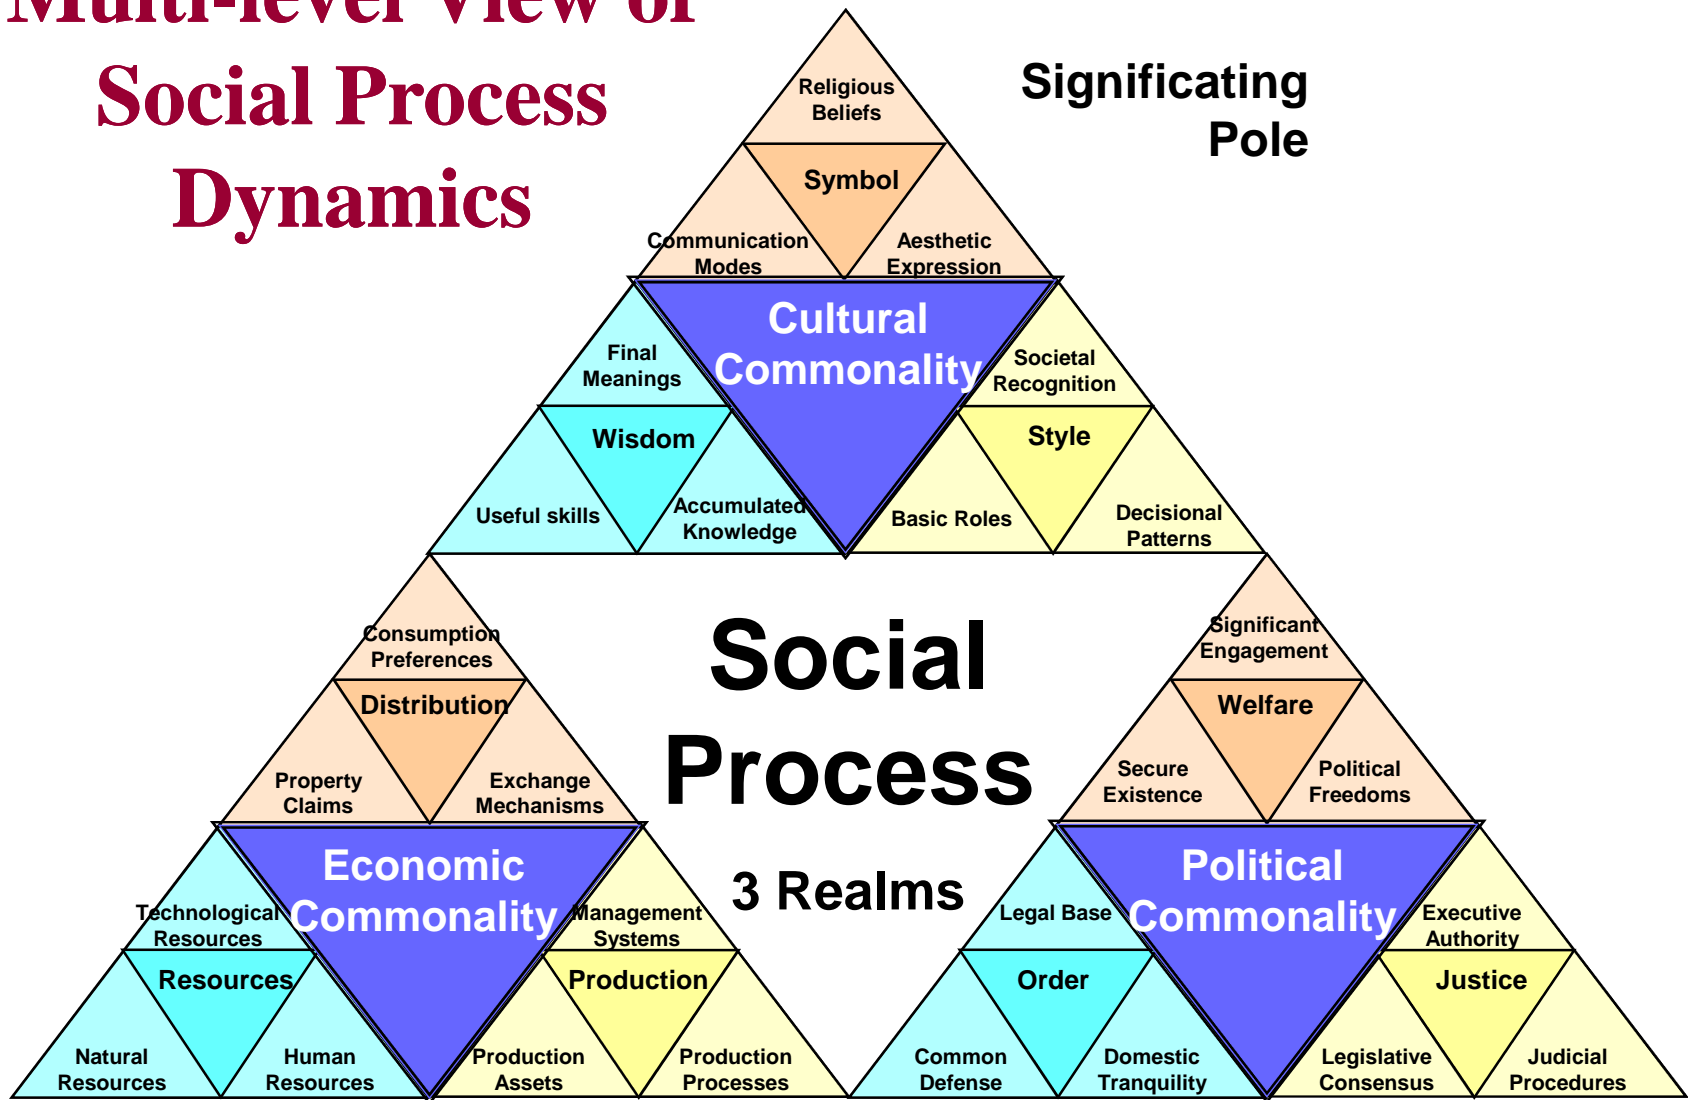 Multi-level View of
Social Process
Dynamics
Significating
Pole
Religious
Beliefs
Symbol
Communication
Modes
Aesthetic
Expression
Cultural
Commonality
Final
Meanings
Wisdom
Useful skills
Accumulated
Knowledge
Societal
Recognition
Style
Basic Roles
Decisional
Patterns
Social
Process
3 Realms
Consumption
Preferences
Distribution
Property
Claims
Exchange
Mechanisms
Economic
Commonality
Technological
Resources
Resources
Natural
Resources
Human
Resources
Management
Systems
Production
Production
Assets
Production
Processes
Significant
Engagement
Welfare
Secure
Existence
Political
Freedoms
Political
Commonality
Legal Base
Order
Common
Defense
Domestic
Tranquility
Executive
Authority
Justice
Legislative
Consensus
Judicial
Procedures